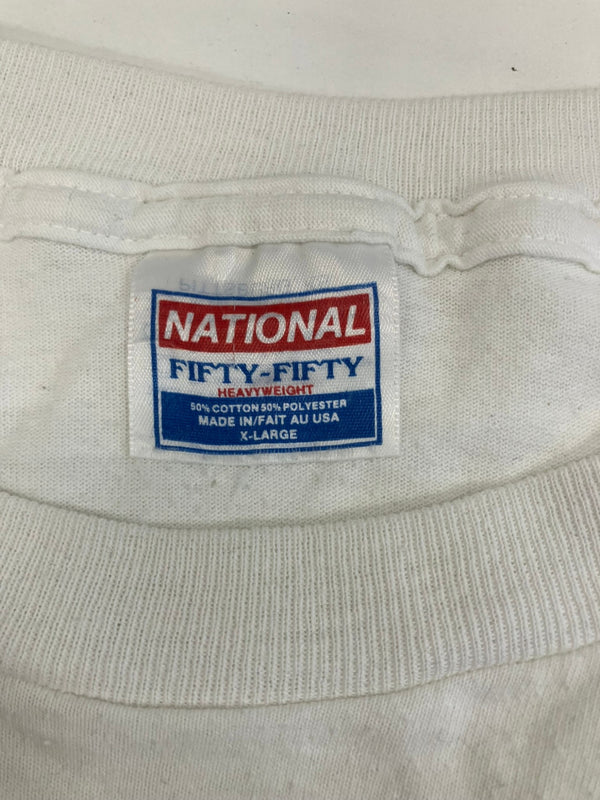 NATIONAL
FIFTY-FIFTY
HEAVYWEIGHT
50% COTTON 50% POLYESTER
MADE IN/FAIT AU USA
X-LARGE